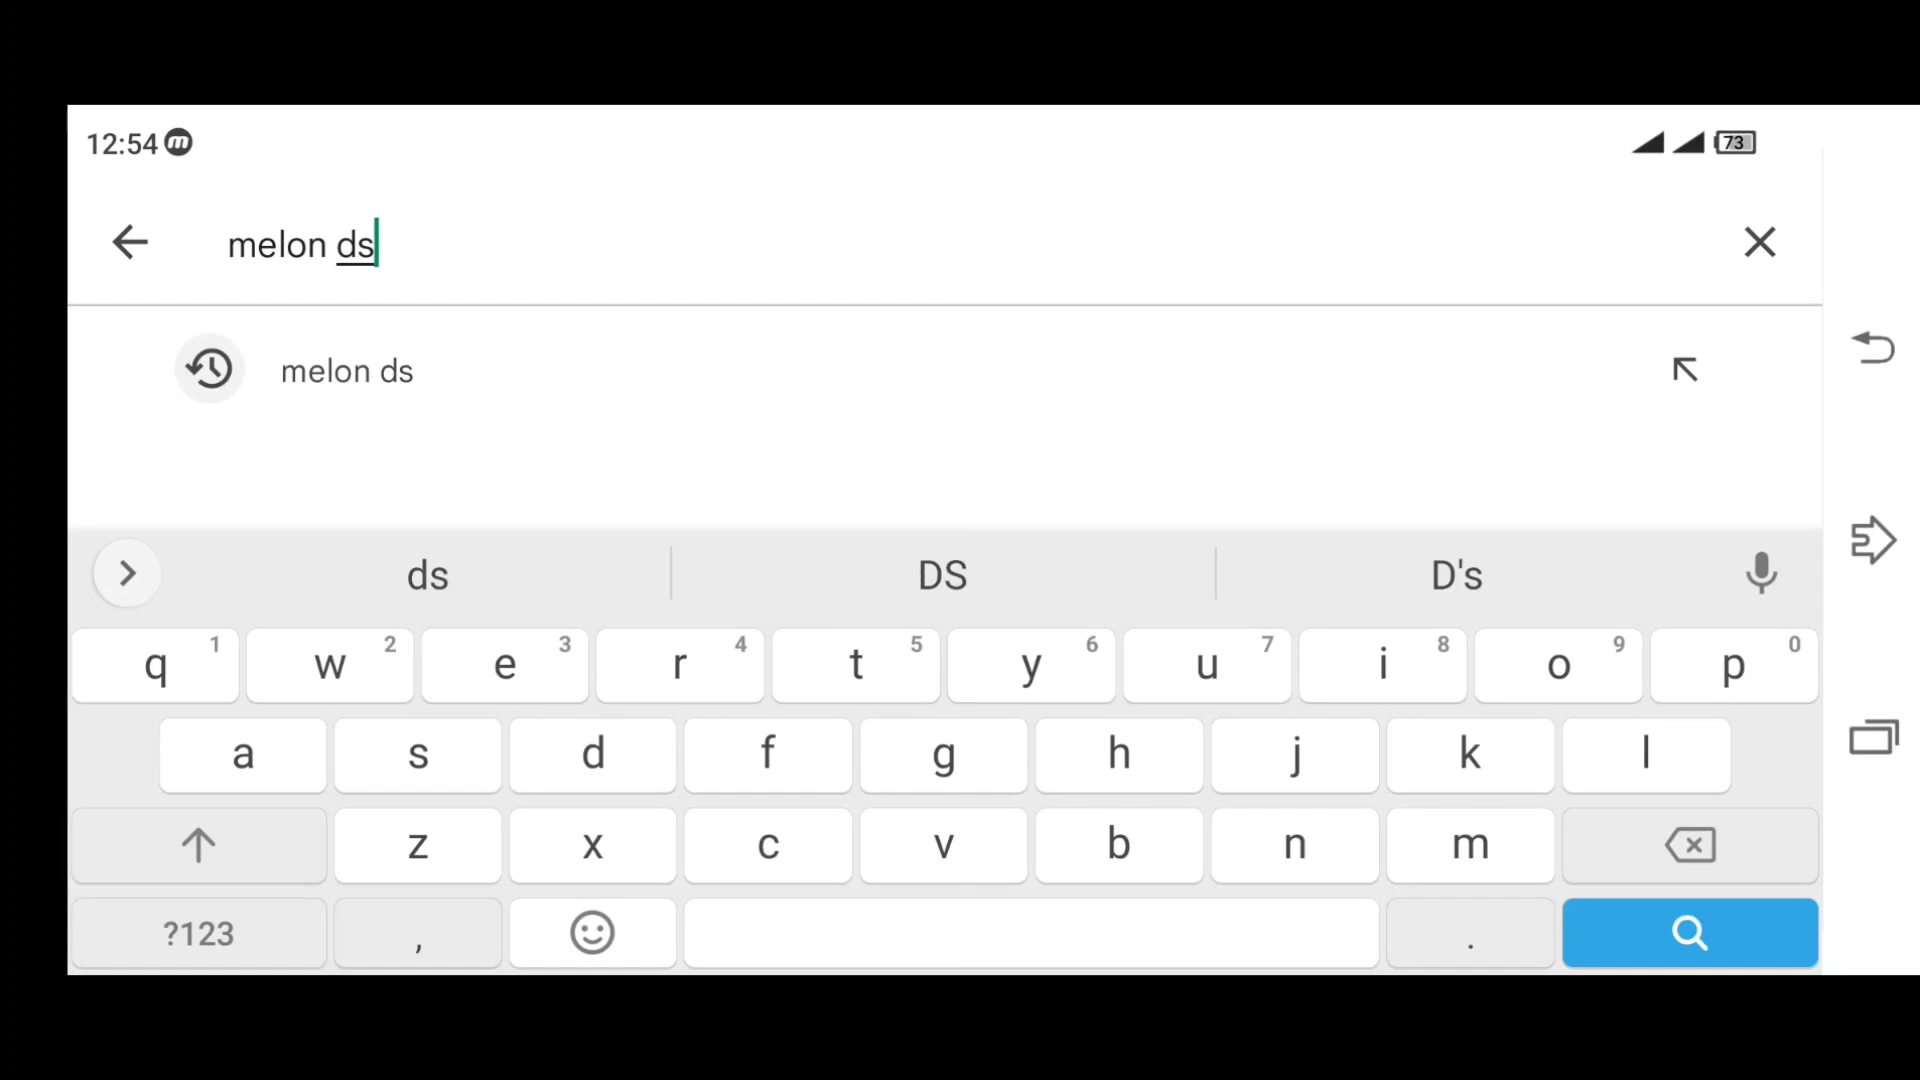 12:54 m 73
melon ds
melon ds
ds DS D's
q 1 w 2 e 3 r 4 t 5 y 6 u 7 i 8 o 9 p 0
a s d f g h j k l
z x c v b n m
?123 , .